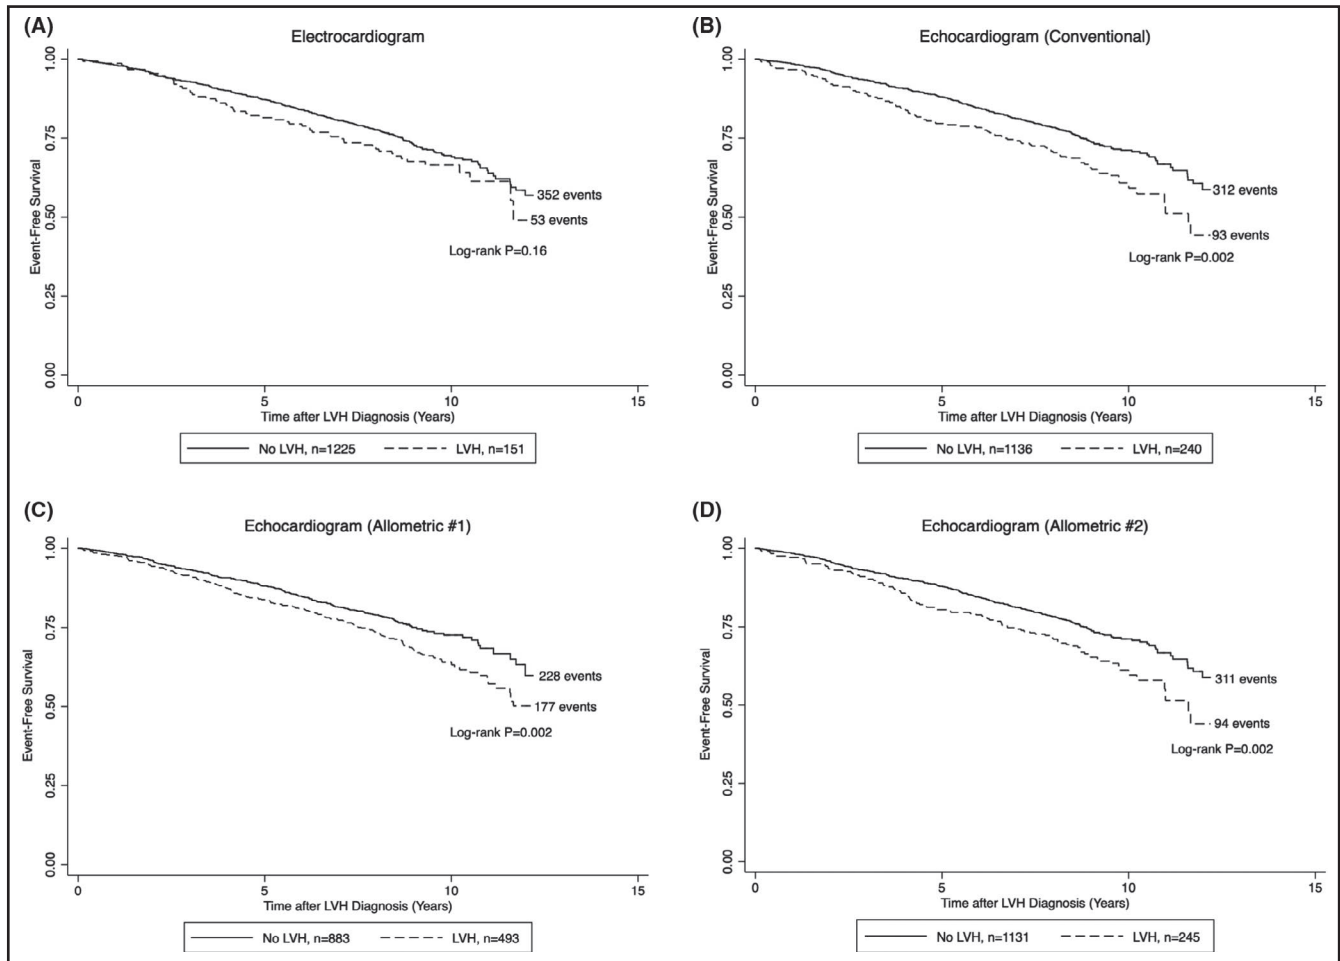 (A)
Electrocardiogram
Event-Free Survival
1.00
0.75
0.50
0.25
0.00
352 events
53 events
Log-rank P=0.16
0 5 10 15
Time after LVH Diagnosis (Years)
No LVH, n=1225 LVH, n=151
(B)
Echocardiogram (Conventional)
Event-Free Survival
1.00
0.75
0.50
0.25
0.00
312 events
93 events
Log-rank P=0.002
0 5 10 15
Time after LVH Diagnosis (Years)
No LVH, n=1136 LVH, n=240
(C)
Echocardiogram (Allometric #1)
Event-Free Survival
1.00
0.75
0.50
0.25
0.00
228 events
177 events
Log-rank P=0.002
0 5 10 15
Time after LVH Diagnosis (Years)
No LVH, n=883 LVH, n=493
(D)
Echocardiogram (Allometric #2)
Event-Free Survival
1.00
0.75
0.50
0.25
0.00
311 events
94 events
Log-rank P=0.002
0 5 10 15
Time after LVH Diagnosis (Years)
No LVH, n=1131 LVH, n=245